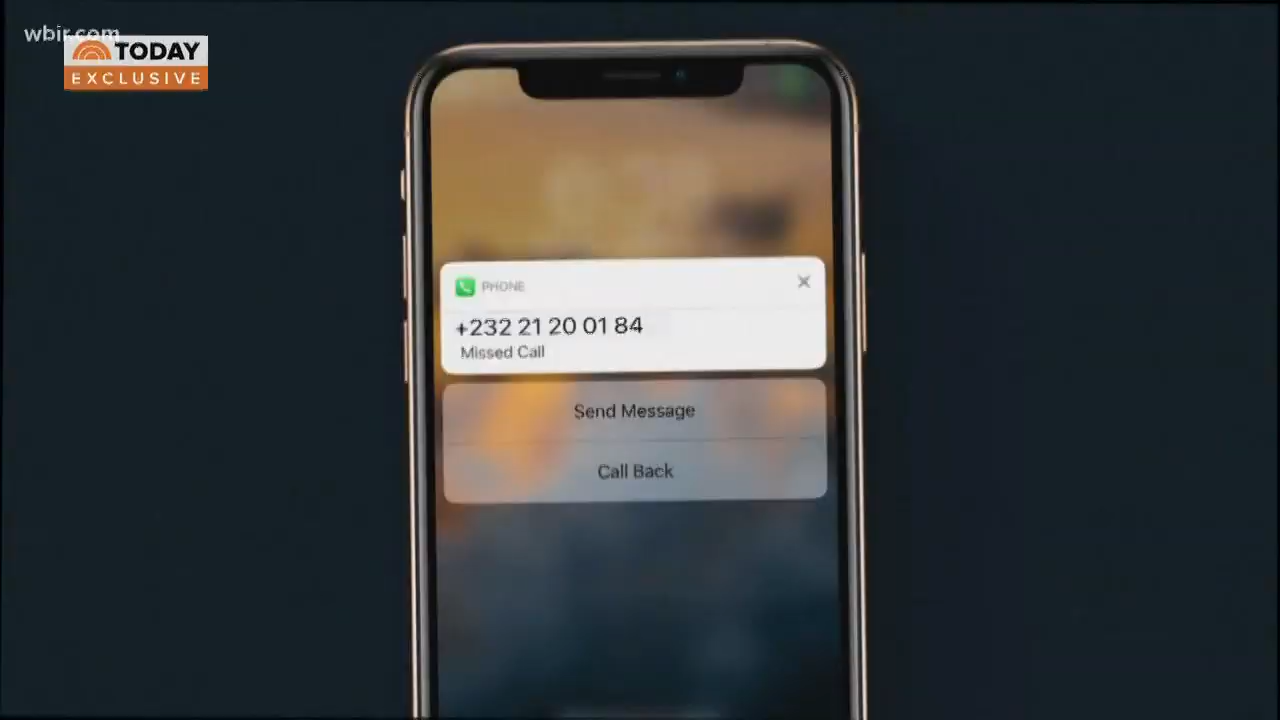 wbir.com
TODAY
EXCLUSIVE
PHONE
+232 21 20 01 84
Missed Call
Send Message
Call Back